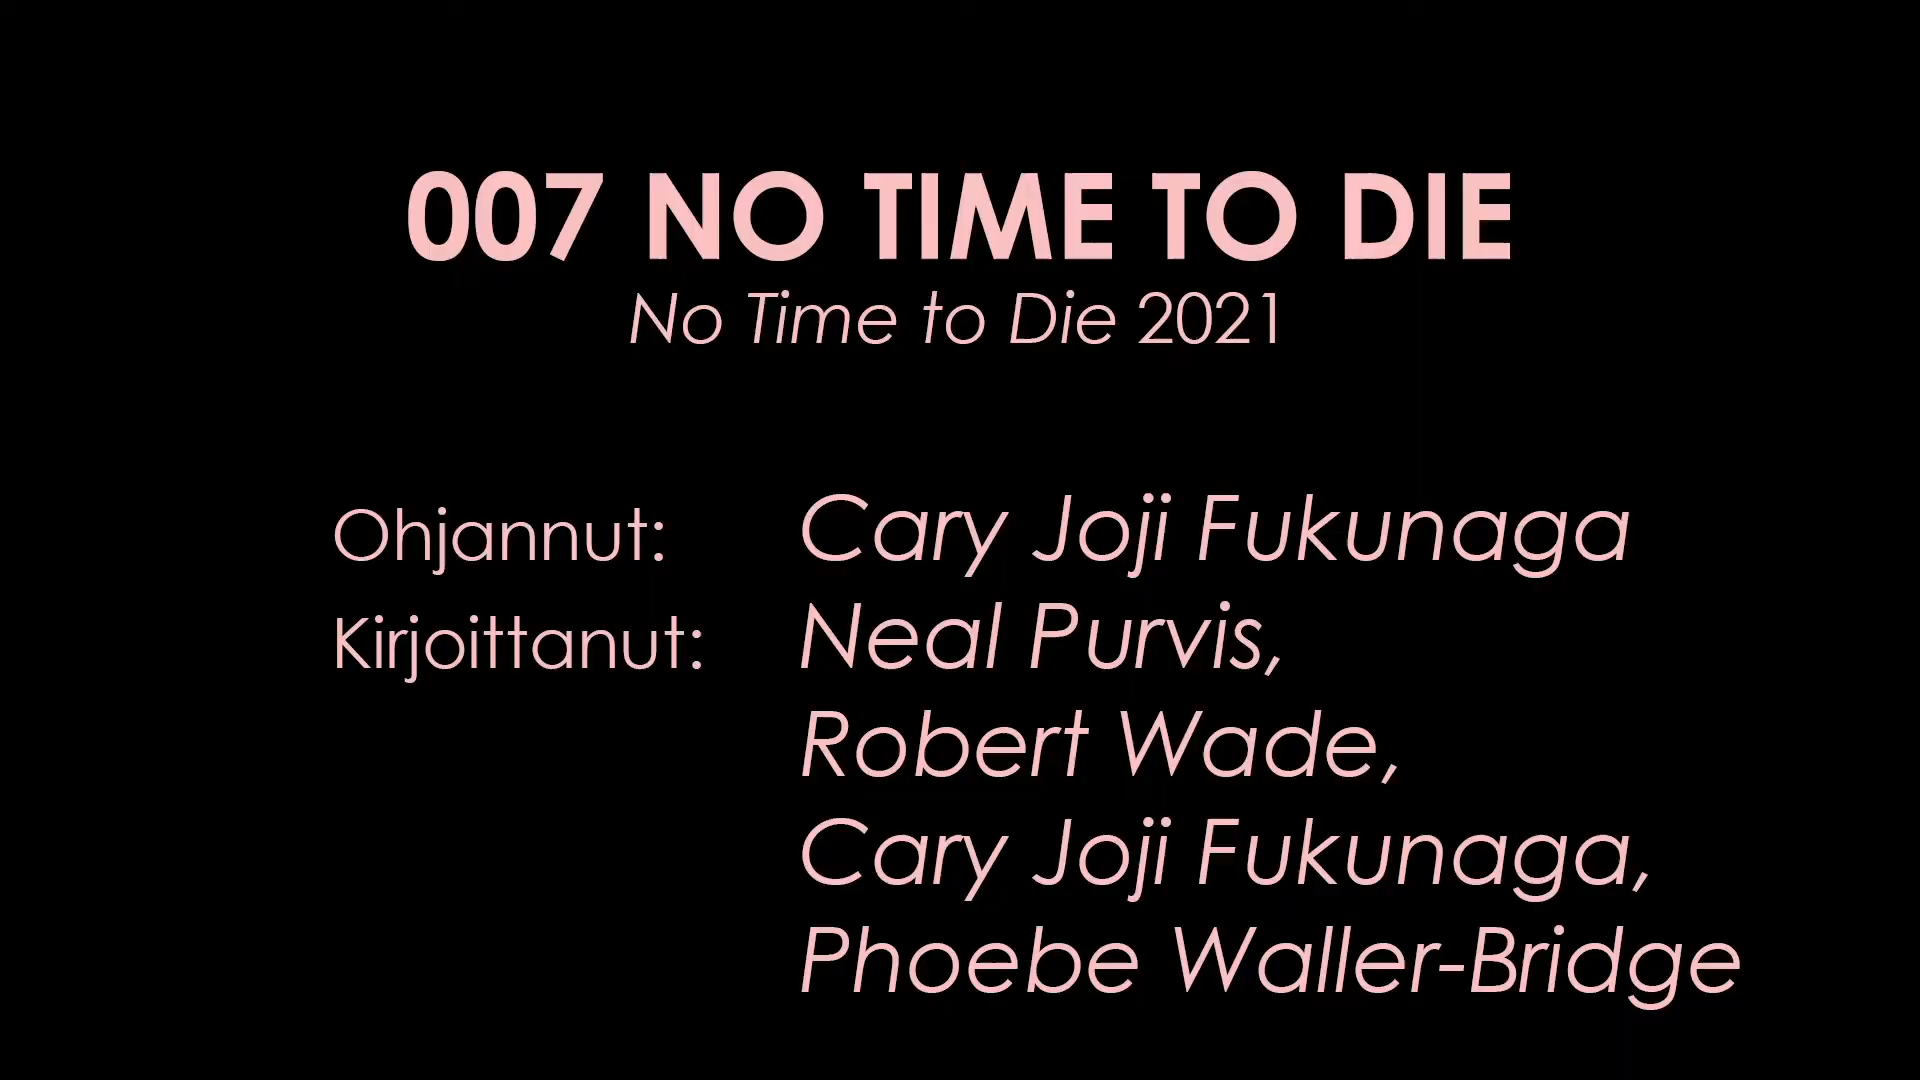 007 NO TIME TO DIE
No Time to Die 2021
Ohjannut: Cary Joji Fukunaga
Kirjoittanut: Neal Purvis,
Robert Wade,
Cary Joji Fukunaga,
Phoebe Waller-Bridge